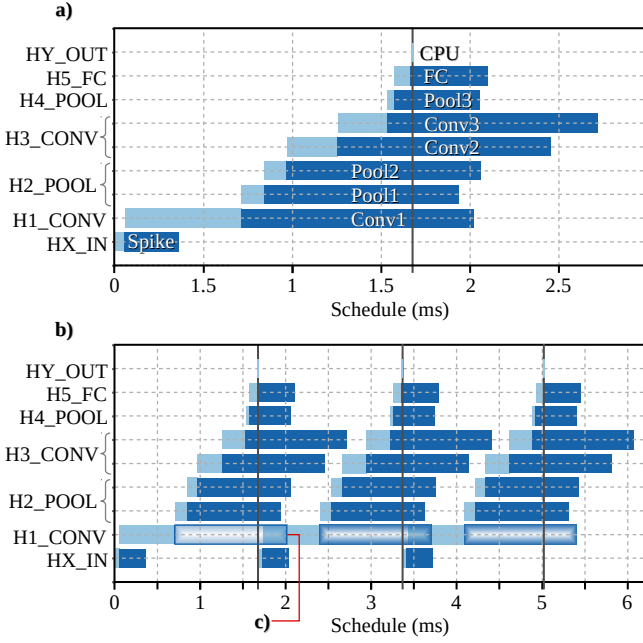 a)
HY_OUT
CPU
H5_FC
FC
H4_POOL
Pool3
H3_CONV
Conv3
Conv2
H2_POOL
Pool2
Pool1
H1_CONV
Conv1
HX_IN
Spike
0 1.5 1 1.5 2 2.5
Schedule (ms)
b)
HY_OUT
H5_FC
H4_POOL
H3_CONV
H2_POOL
H1_CONV
HX_IN
0 1 2 3 4 5 6
c)
Schedule (ms)